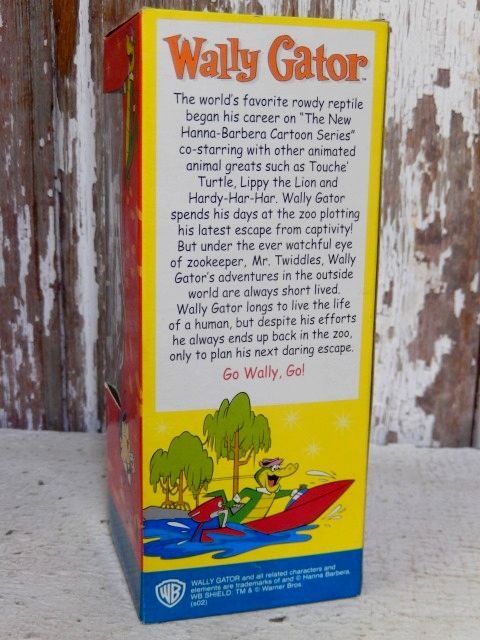 Wally Gator™
The world's favorite rowdy reptile
began his career on "The New
Hanna-Barbera Cartoon Series"
co-starring with other animated
animal greats such as Touche'
Turtle, Lippy the Lion and
Hardy-Har-Har. Wally Gator
spends his days at the zoo plotting
his latest escape from captivity!
But under the ever watchful eye
of zookeeper, Mr. Twiddles, Wally
Gator's adventures in the outside
world are always short lived.
Wally Gator longs to live the life
of a human, but despite his efforts
he always ends up back in the zoo,
only to plan his next daring escape.
Go Wally, Go!
WB
WALLY GATOR and all related characters and
elements are trademarks of and © Hanna Barbera.
WB SHIELD: TM & © Warner Bros.
(s02)